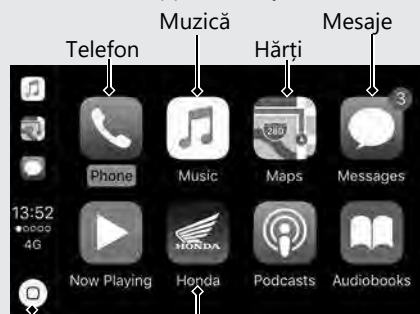 Muzică Mesaje
Telefon Hărți
3
280
Phone Music Maps Messages
13:52
4G
HONDA
Now Playing Honda Podcasts Audiobooks